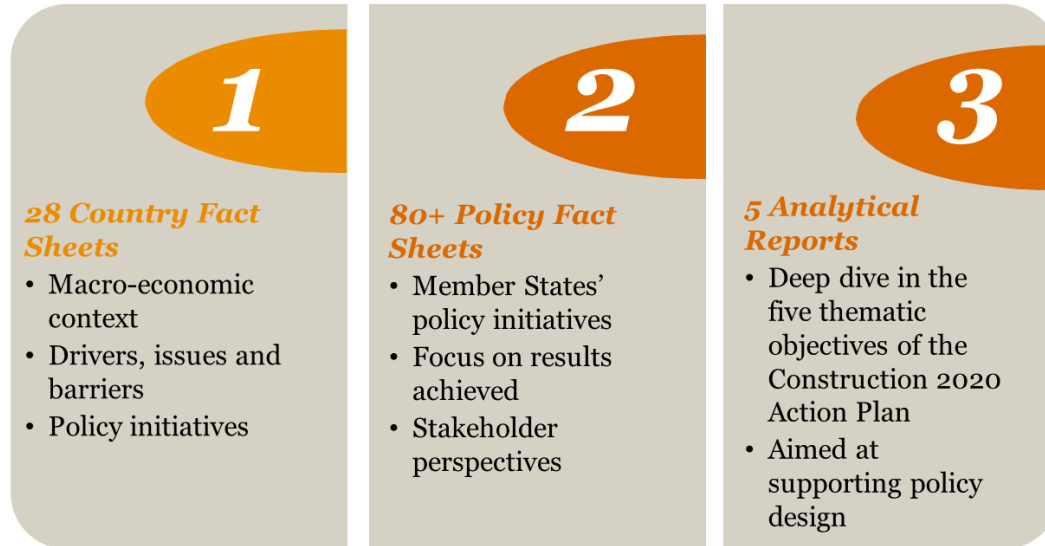 1
28 Country Fact
Sheets
• Macro-economic
context
• Drivers, issues and
barriers
• Policy initiatives
2
80+ Policy Fact
Sheets
• Member States’
policy initiatives
• Focus on results
achieved
• Stakeholder
perspectives
3
5 Analytical
Reports
• Deep dive in the
five thematic
objectives of the
Construction 2020
Action Plan
• Aimed at
supporting policy
design